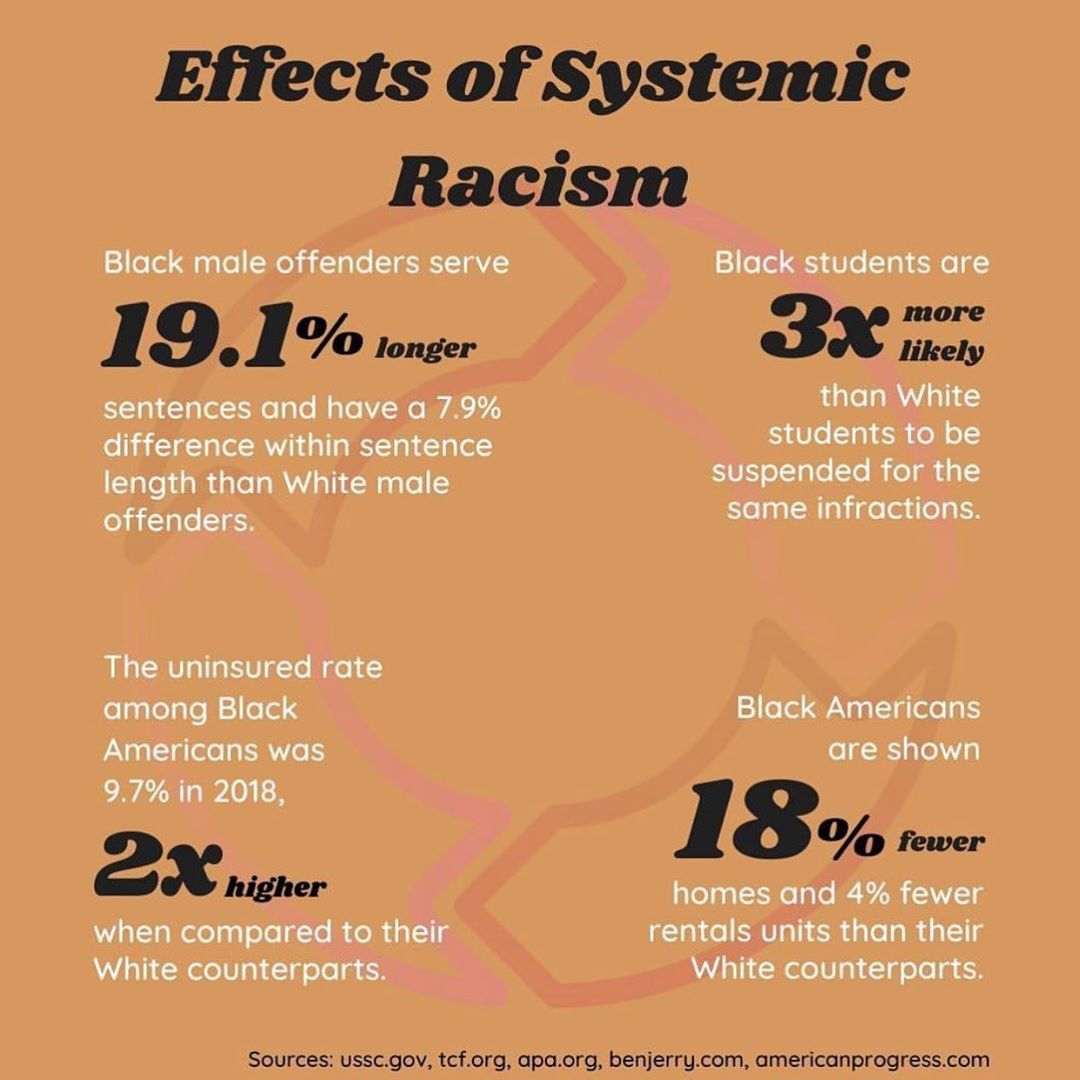 Effects of Systemic
Racism
Black male offenders serve
19.1% longer
sentences and have a 7.9%
difference within sentence
length than White male
offenders.
Black students are
3x more
likely
than White
students to be
suspended for the
same infractions.
The uninsured rate
among Black
Americans was
9.7% in 2018,
2x higher
when compared to their
White counterparts.
Black Americans
are shown
18% fewer
homes and 4% fewer
rentals units than their
White counterparts.
Sources: ussc.gov, tcf.org, apa.org, benjerry.com, americanprogress.com